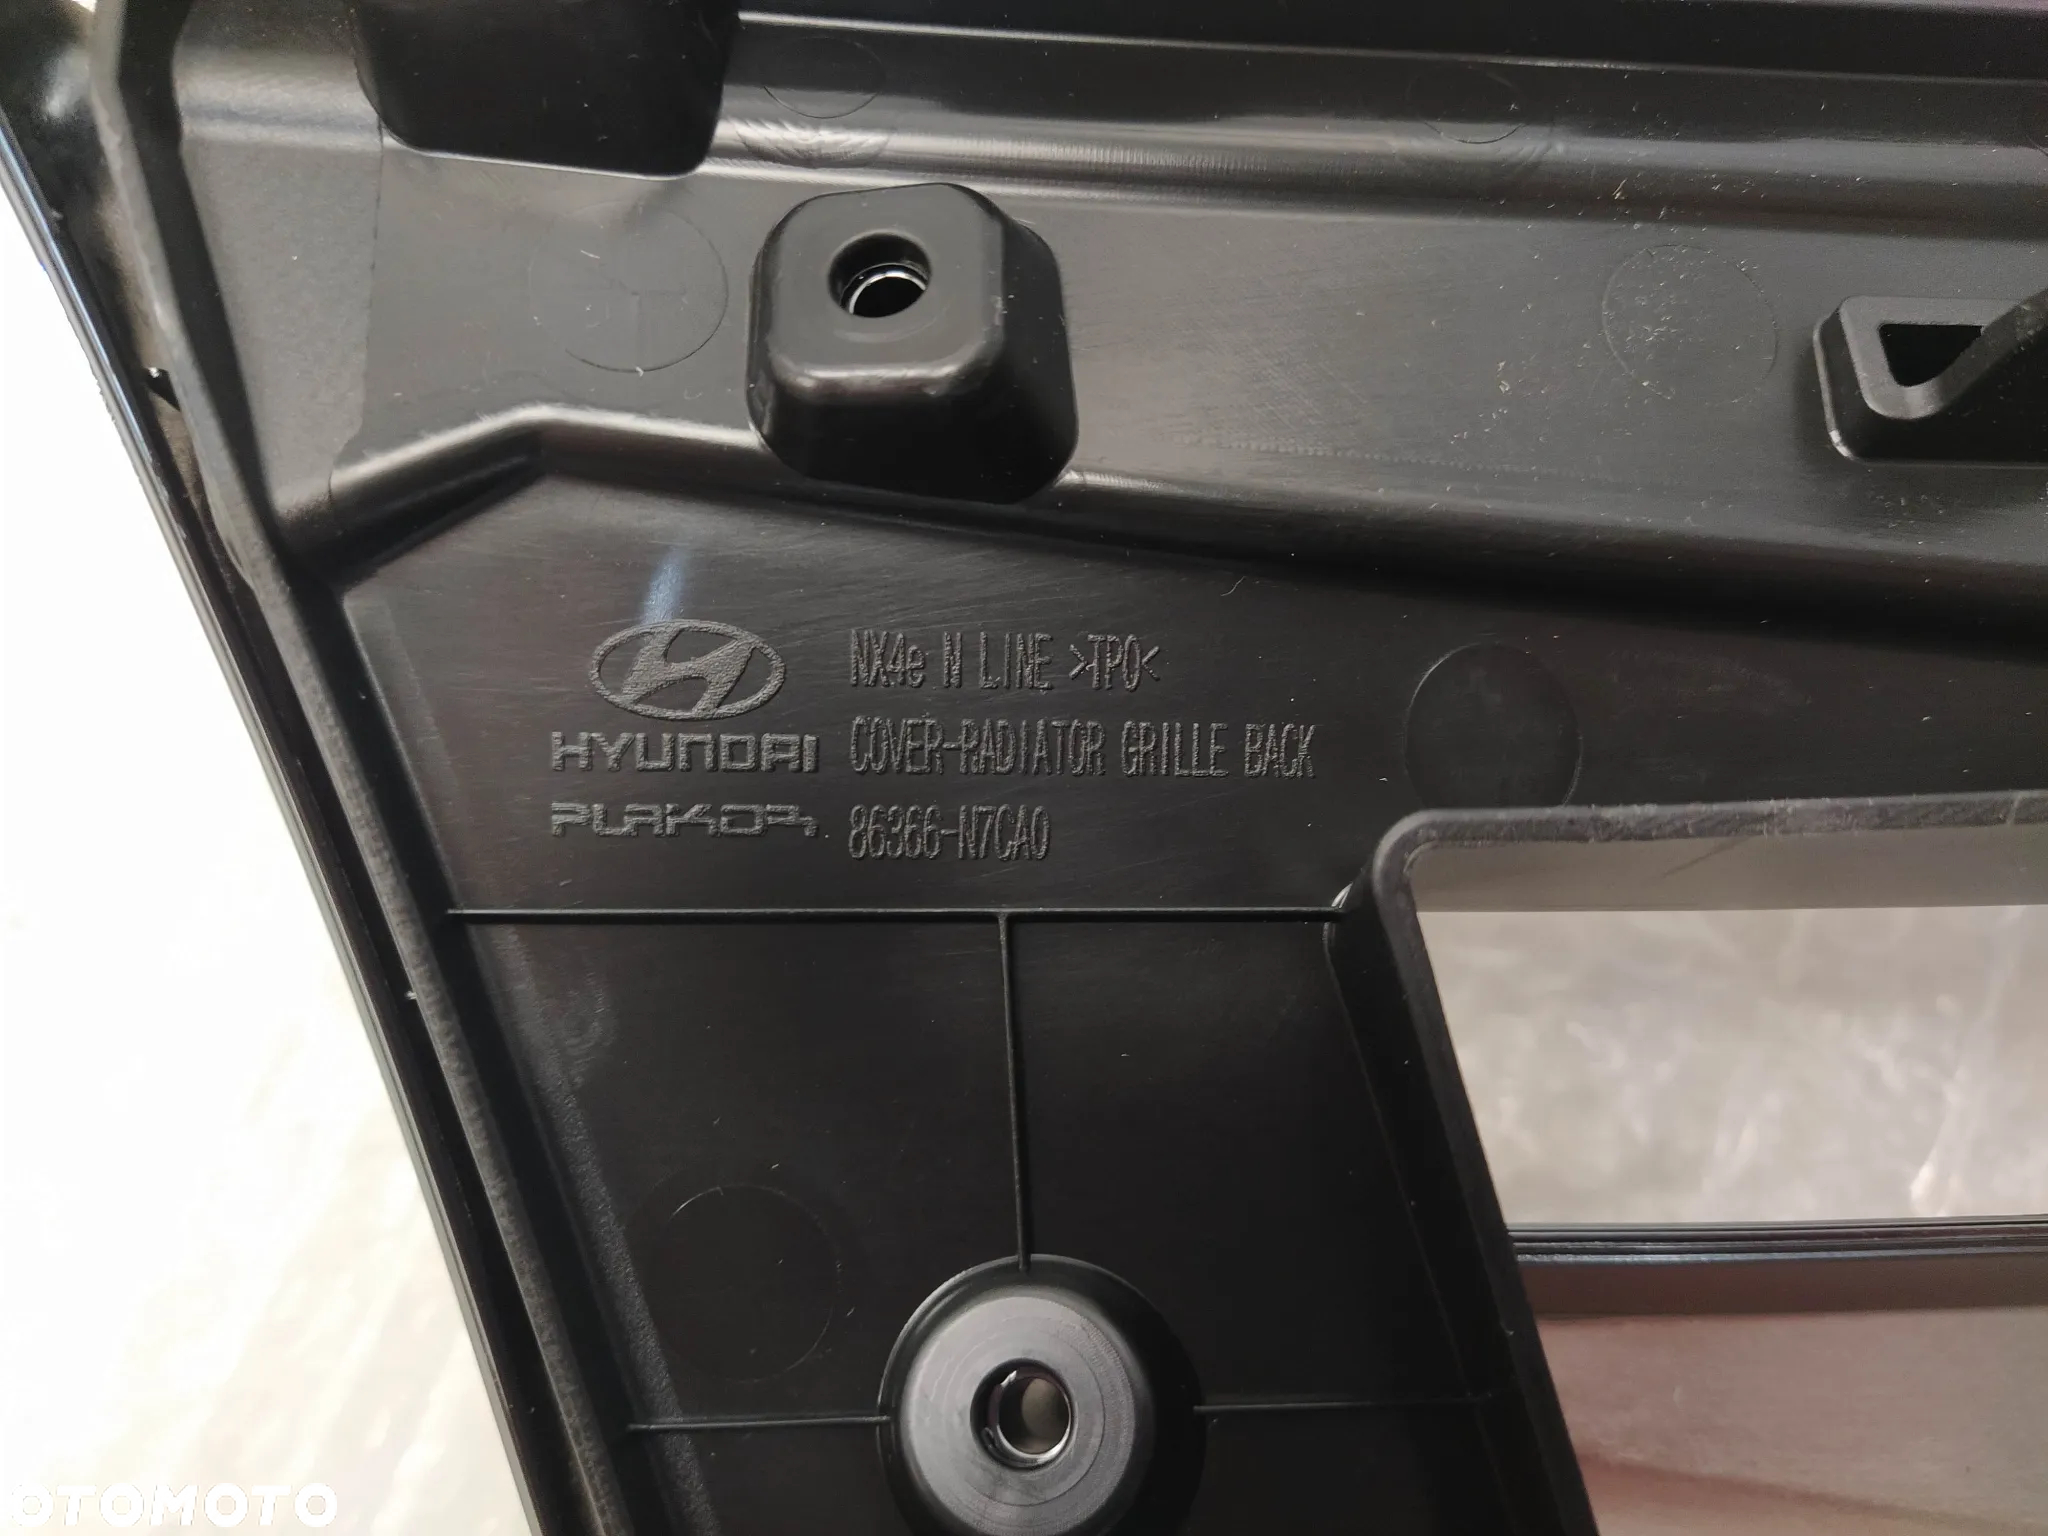 NX4e N LINE >TPO<
HYUNDAI COVER-RADIATOR GRILLE BACK
PLAKOR 86366-N7CA0
OTOMOTO